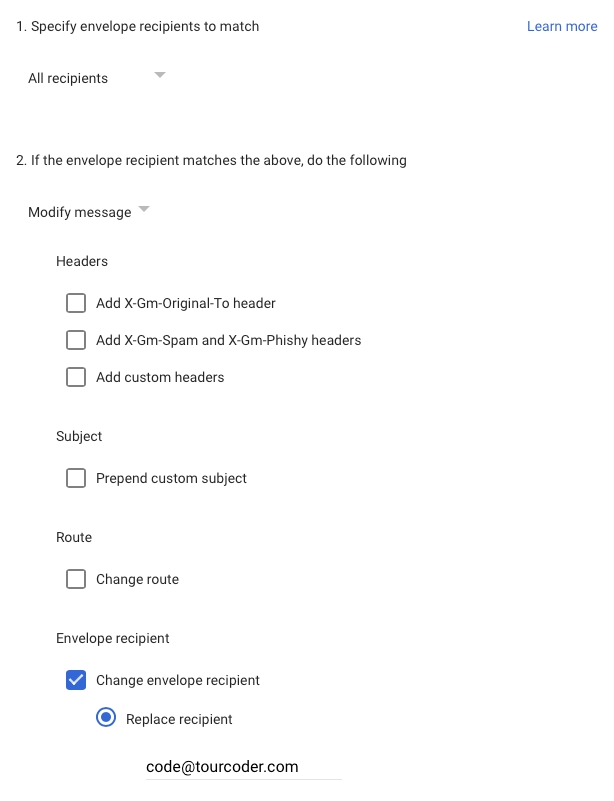 1. Specify envelope recipients to match Learn more
All recipients
2. If the envelope recipient matches the above, do the following
Modify message
Headers
Add X-Gm-Original-To header
Add X-Gm-Spam and X-Gm-Phishy headers
Add custom headers
Subject
Prepend custom subject
Route
Change route
Envelope recipient
Change envelope recipient
Replace recipient
code@tourcoder.com